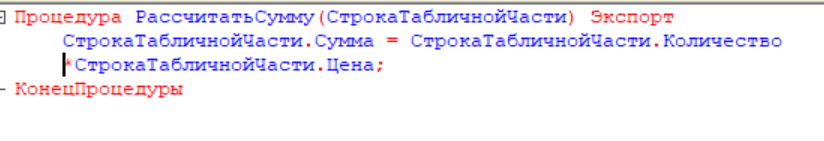 Процедура РассчитатьСумму(СтрокаТабличнойЧасти) Экспорт
СтрокаТабличнойЧасти.Сумма = СтрокаТабличнойЧасти.Количество
*СтрокаТабличнойЧасти.Цена;
КонецПроцедуры